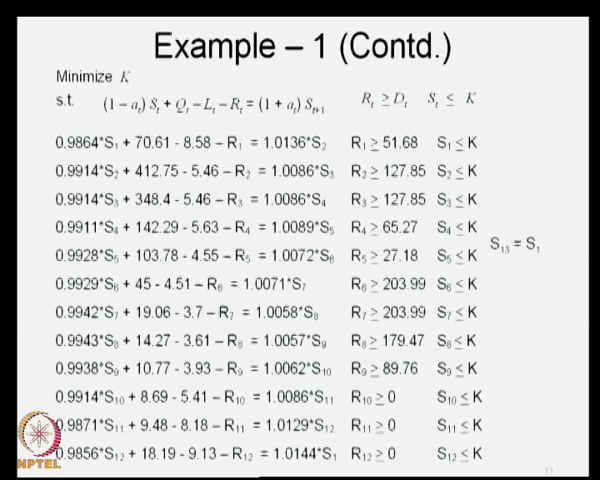 Example – 1 (Contd.)
Minimize K
s.t. (1 – aₜ) Sₜ + Qₜ – Lₜ – Rₜ = (1 + aₜ) Sₜ₊₁ Rₜ ≥ Dₜ Sₜ ≤ K
0.9864*S₁ + 70.61 - 8.58 – R₁ = 1.0136*S₂ R₁ ≥ 51.68 S₁ ≤ K
0.9914*S₂ + 412.75 - 5.46 – R₂ = 1.0086*S₃ R₂ ≥ 127.85 S₂ ≤ K
0.9914*S₃ + 348.4 - 5.46 – R₃ = 1.0086*S₄ R₃ ≥ 127.85 S₃ ≤ K
0.9911*S₄ + 142.29 - 5.63 – R₄ = 1.0089*S₅ R₄ ≥ 65.27 S₄ ≤ K
S₁₃ = S₁
0.9928*S₅ + 103.78 - 4.55 – R₅ = 1.0072*S₆ R₅ ≥ 27.18 S₅ ≤ K
0.9929*S₆ + 45 - 4.51 – R₆ = 1.0071*S₇ R₆ ≥ 203.99 S₆ ≤ K
0.9942*S₇ + 19.06 - 3.7 – R₇ = 1.0058*S₈ R₇ ≥ 203.99 S₇ ≤ K
0.9943*S₈ + 14.27 - 3.61 – R₈ = 1.0057*S₉ R₈ ≥ 179.47 S₈ ≤ K
0.9938*S₉ + 10.77 - 3.93 – R₉ = 1.0062*S₁₀ R₉ ≥ 89.76 S₉ ≤ K
0.9914*S₁₀ + 8.69 - 5.41 – R₁₀ = 1.0086*S₁₁ R₁₀ ≥ 0 S₁₀ ≤ K
0.9871*S₁₁ + 9.48 - 8.18 – R₁₁ = 1.0129*S₁₂ R₁₁ ≥ 0 S₁₁ ≤ K
0.9856*S₁₂ + 18.19 - 9.13 – R₁₂ = 1.0144*S₁ R₁₂ ≥ 0 S₁₂ ≤ K
NPTEL
11